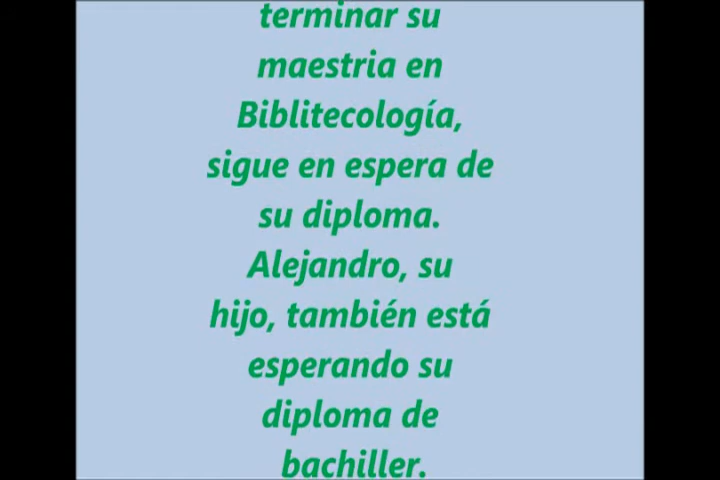 terminar su
maestria en
Biblitecología,
sigue en espera de
su diploma.
Alejandro, su
hijo, también está
esperando su
diploma de
bachiller.